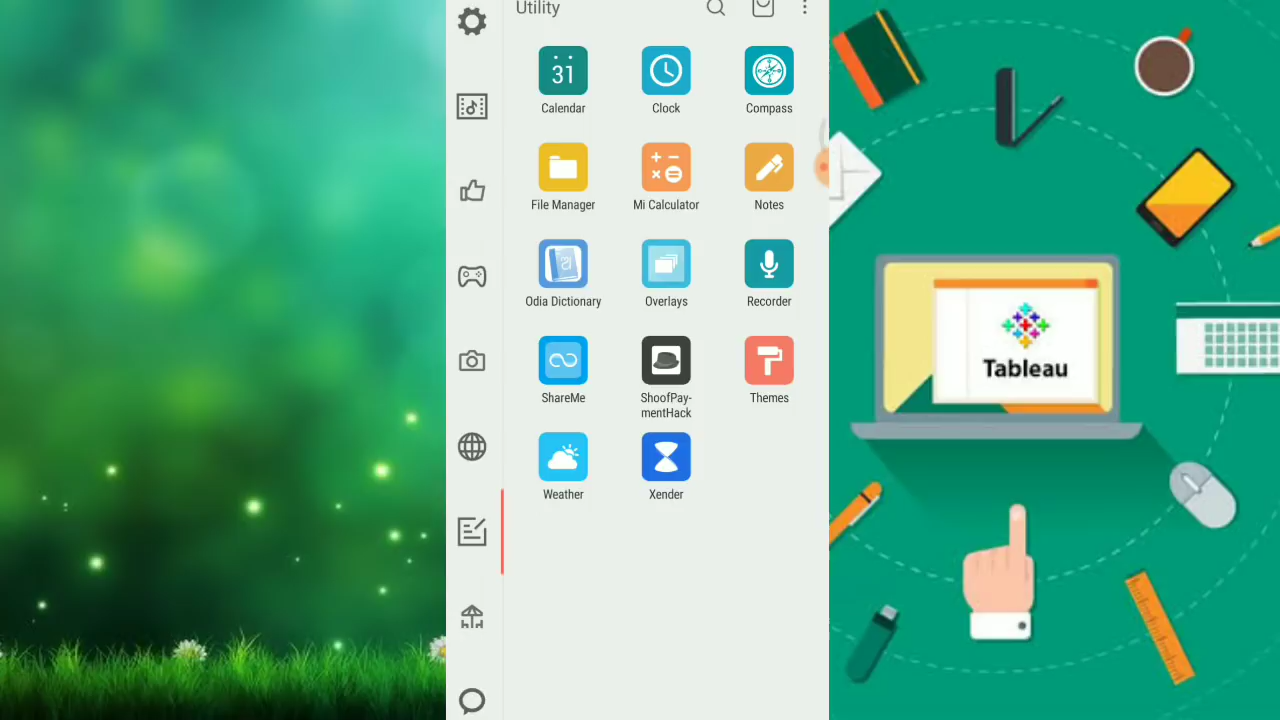 Utility
31
Calendar
Clock
Compass
File Manager
Mi Calculator
Notes
ଅ
Odia Dictionary
Overlays
Recorder
ShareMe
ShoofPay-
mentHack
Themes
Weather
Xender
Tableau